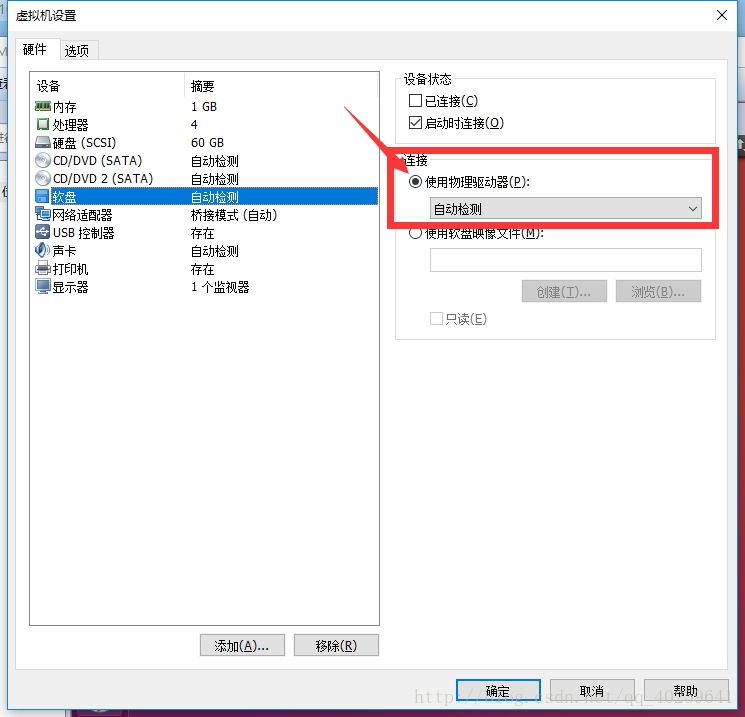 虚拟机设置
硬件 选项
设备 摘要
内存 1 GB
处理器 4
硬盘 (SCSI) 60 GB
CD/DVD (SATA) 自动检测
CD/DVD 2 (SATA) 自动检测
软盘 自动检测
网络适配器 桥接模式 (自动)
USB 控制器 存在
声卡 自动检测
打印机 存在
显示器 1 个监视器
添加(A)... 移除(R)
设备状态
已连接(C)
启动时连接(O)
连接
使用物理驱动器(P):
自动检测
使用软盘映像文件(M):
创建(T)... 浏览(B)...
只读(E)
确定 取消 帮助